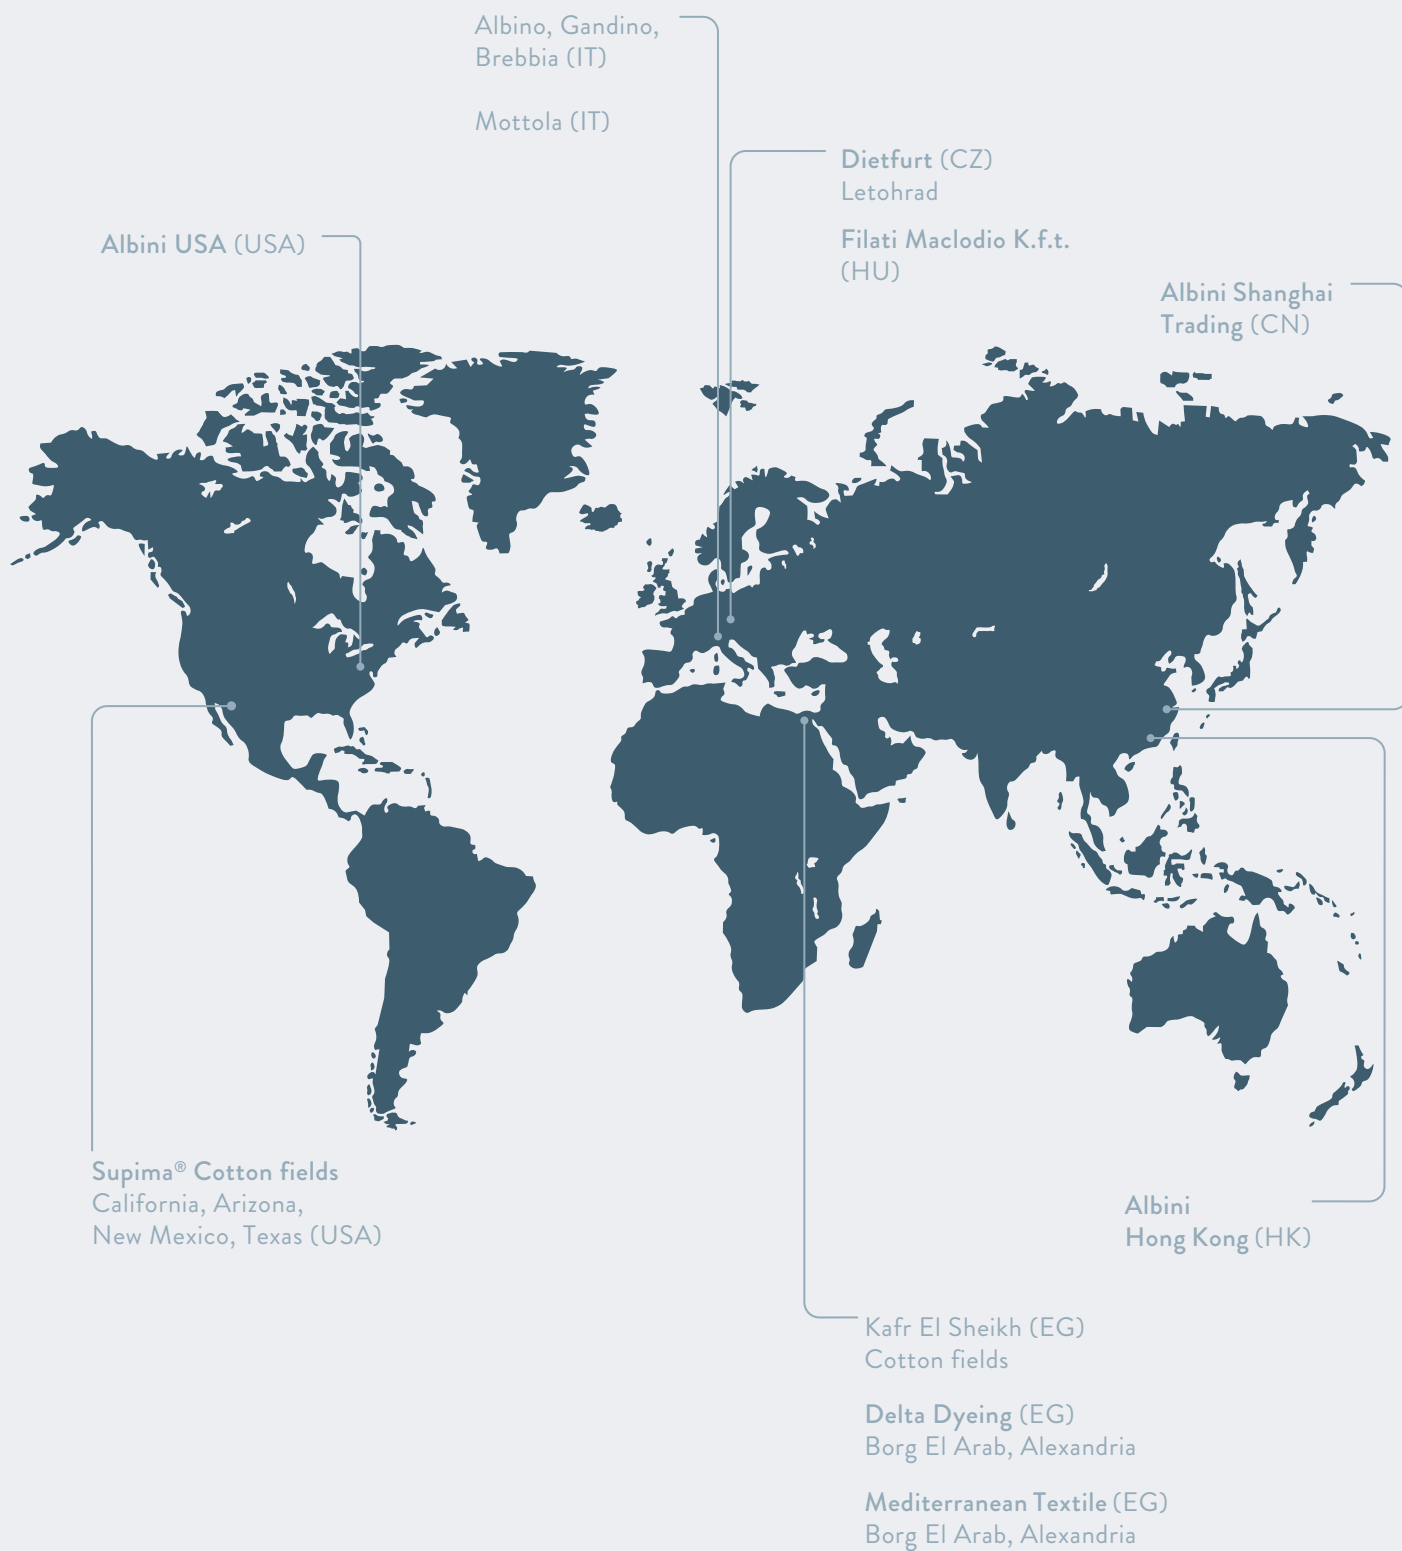 Albino, Gandino,
Brebbia (IT)
Mottola (IT)
Dietfurt (CZ)
Letohrad
Filati Maclodio K.f.t.
(HU)
Albini USA (USA)
Albini Shanghai
Trading (CN)
Supima® Cotton fields
California, Arizona,
New Mexico, Texas (USA)
Albini
Hong Kong (HK)
Kafr El Sheikh (EG)
Cotton fields
Delta Dyeing (EG)
Borg El Arab, Alexandria
Mediterranean Textile (EG)
Borg El Arab, Alexandria